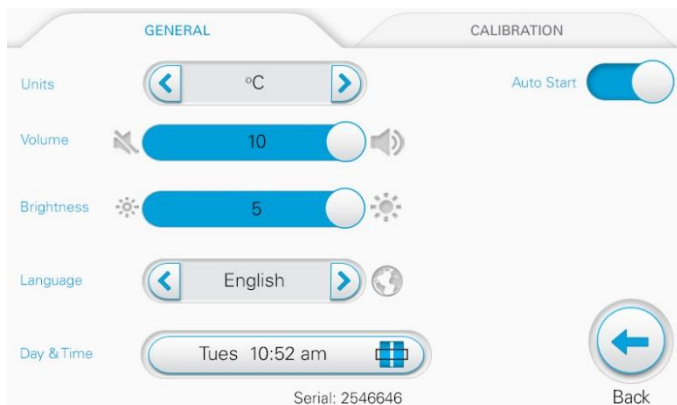 GENERAL
CALIBRATION
Units
°C
Auto Start
Volume
10
Brightness
5
Language
English
Day & Time
Tues 10:52 am
Serial: 2546646
Back